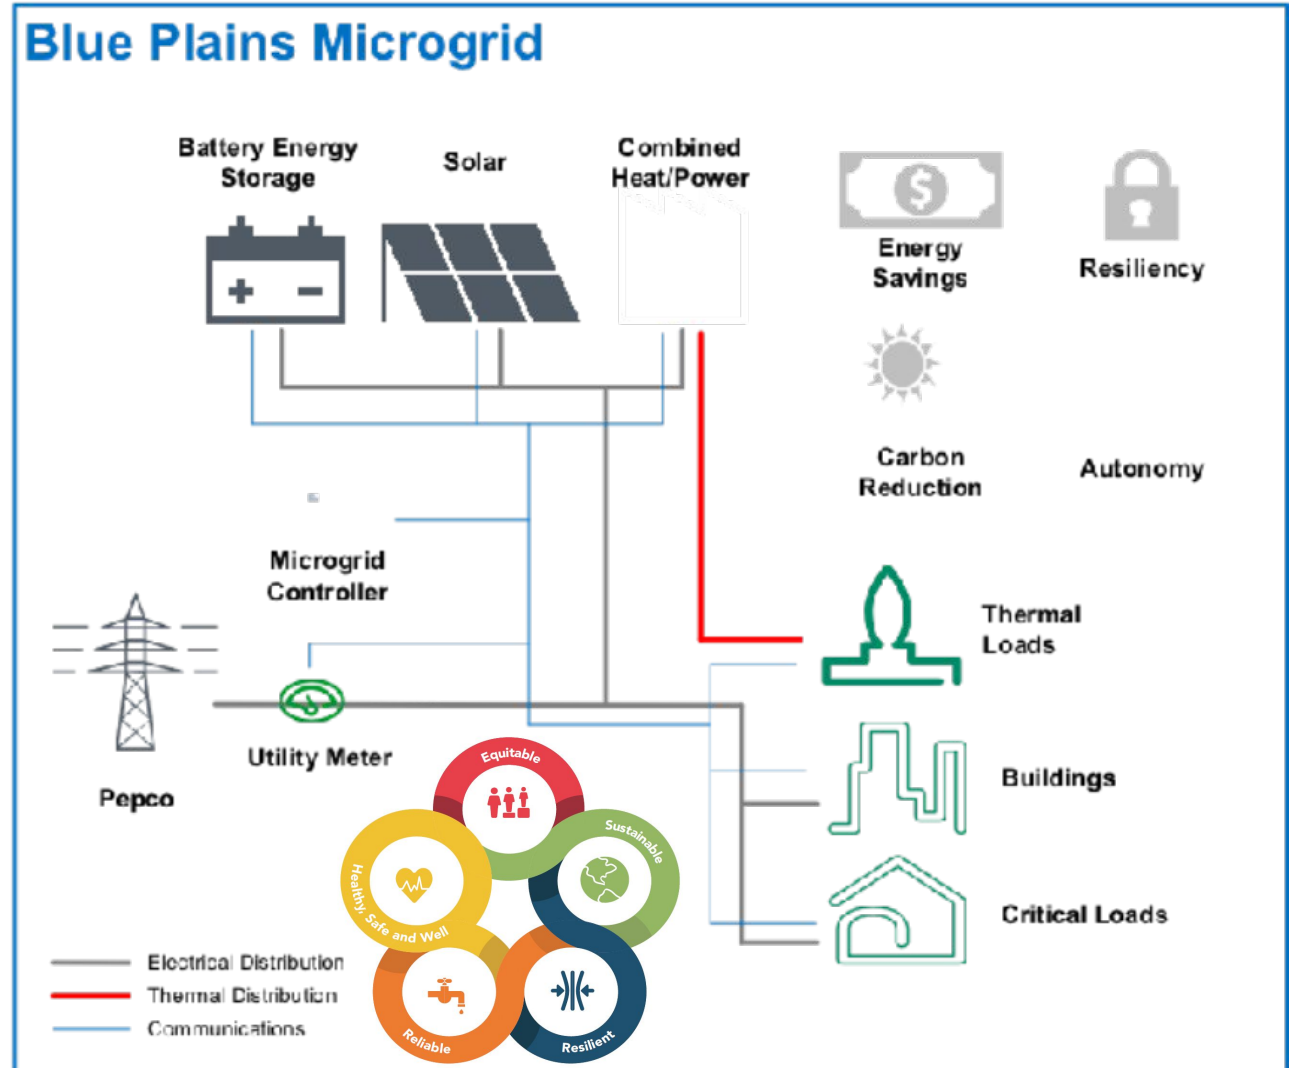 Blue Plains Microgrid
Battery Energy
Storage
Solar
Combined
Heat/Power
$
Energy
Savings
Resiliency
+ −
Carbon
Reduction
Autonomy
Microgrid
Controller
Thermal
Loads
Utility Meter
Pepco
Buildings
Critical Loads
Equitable
Sustainable
Healthy, Safe and Well
Reliable
Resilient
Electrical Distribution
Thermal Distribution
Communications